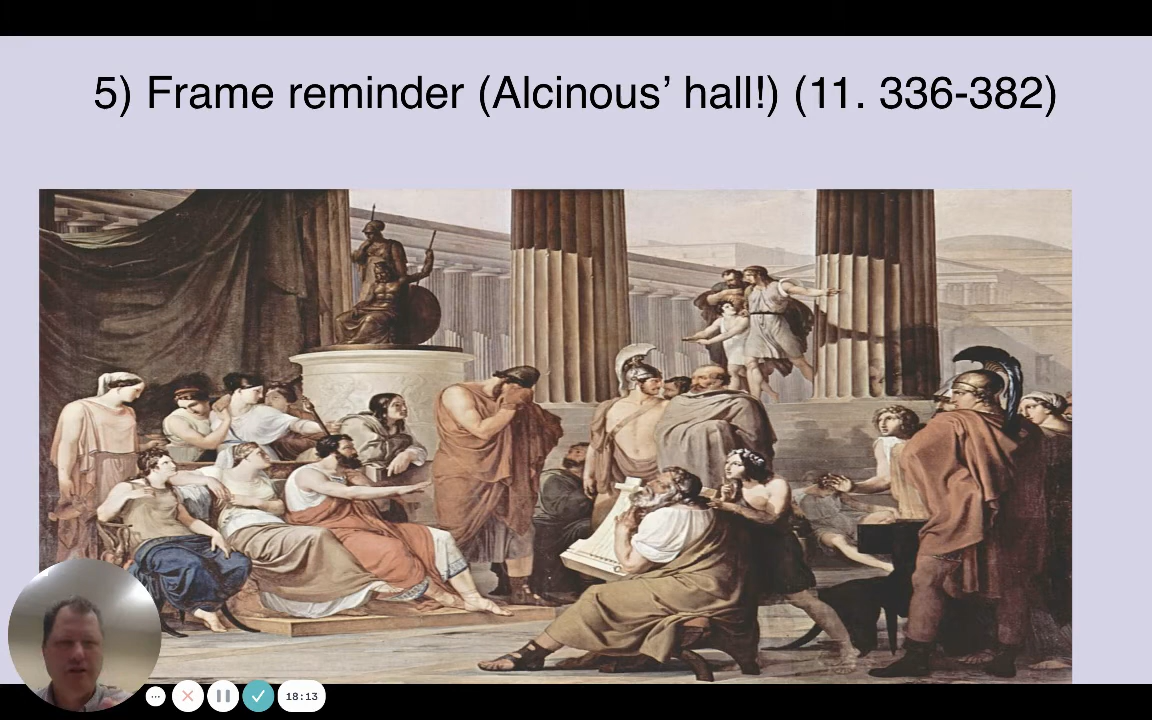 5) Frame reminder (Alcinous’ hall!) (11. 336-382)
18:13